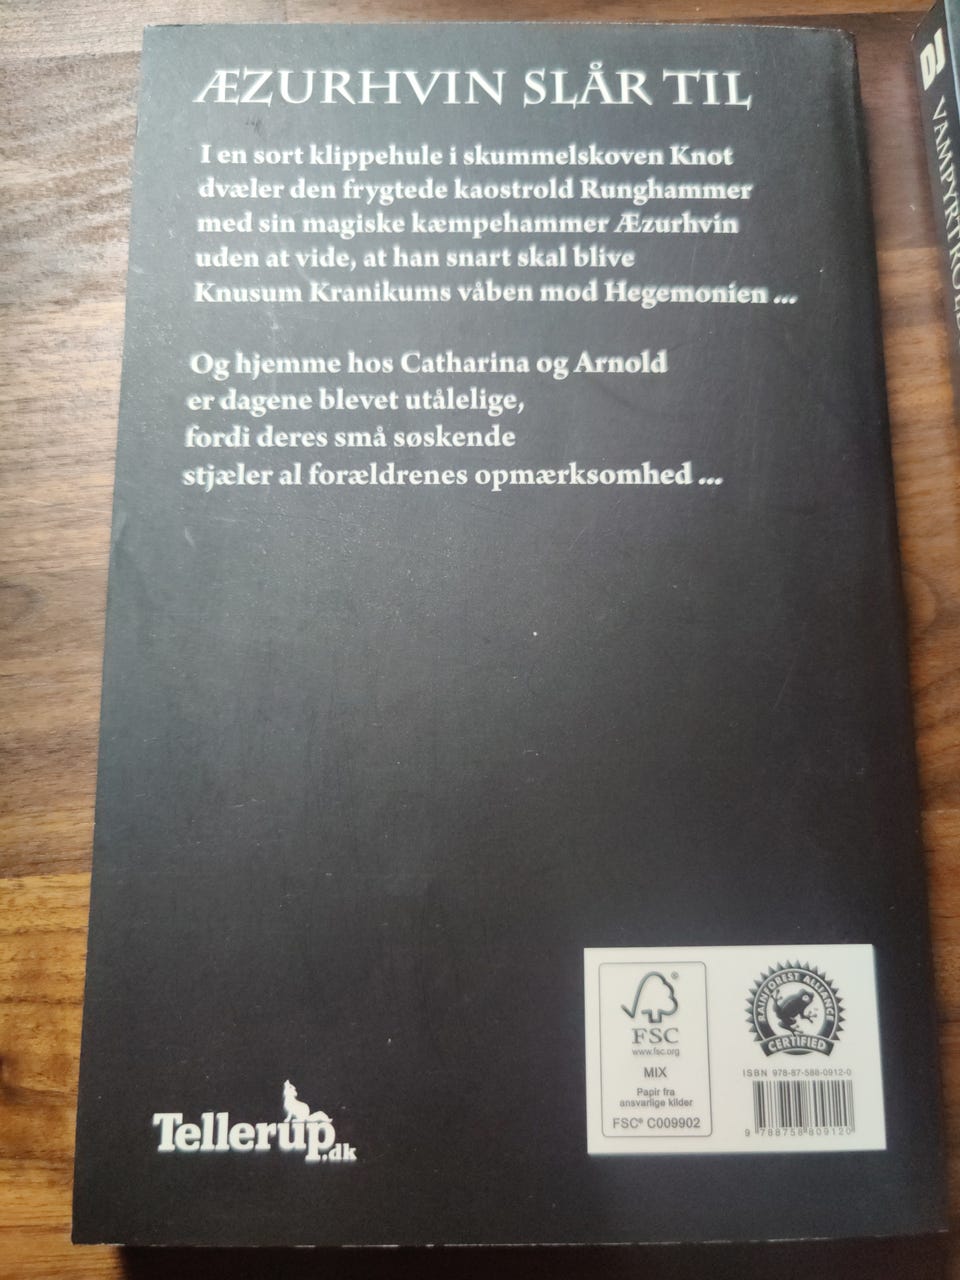 ÆZURHVIN SLÅR TIL
I en sort klippehule i skummelskoven Knot
dvæler den frygtede kaostrold Runghammer
med sin magiske kæmpehammer Æzurhvin
uden at vide, at han snart skal blive
Knusum Kranikums våben mod Hegemonien ...
Og hjemme hos Catharina og Arnold
er dagene blevet utålelige,
fordi deres små søskende
stjæler al forældrenes opmærksomhed ...
Tellerup.dk
FSC®
www.fsc.org
MIX
Papir fra
ansvarlige kilder
FSC® C009902
RAINFOREST ALLIANCE
CERTIFIED
ISBN 978-87-588-0912-0
9 788758 809120